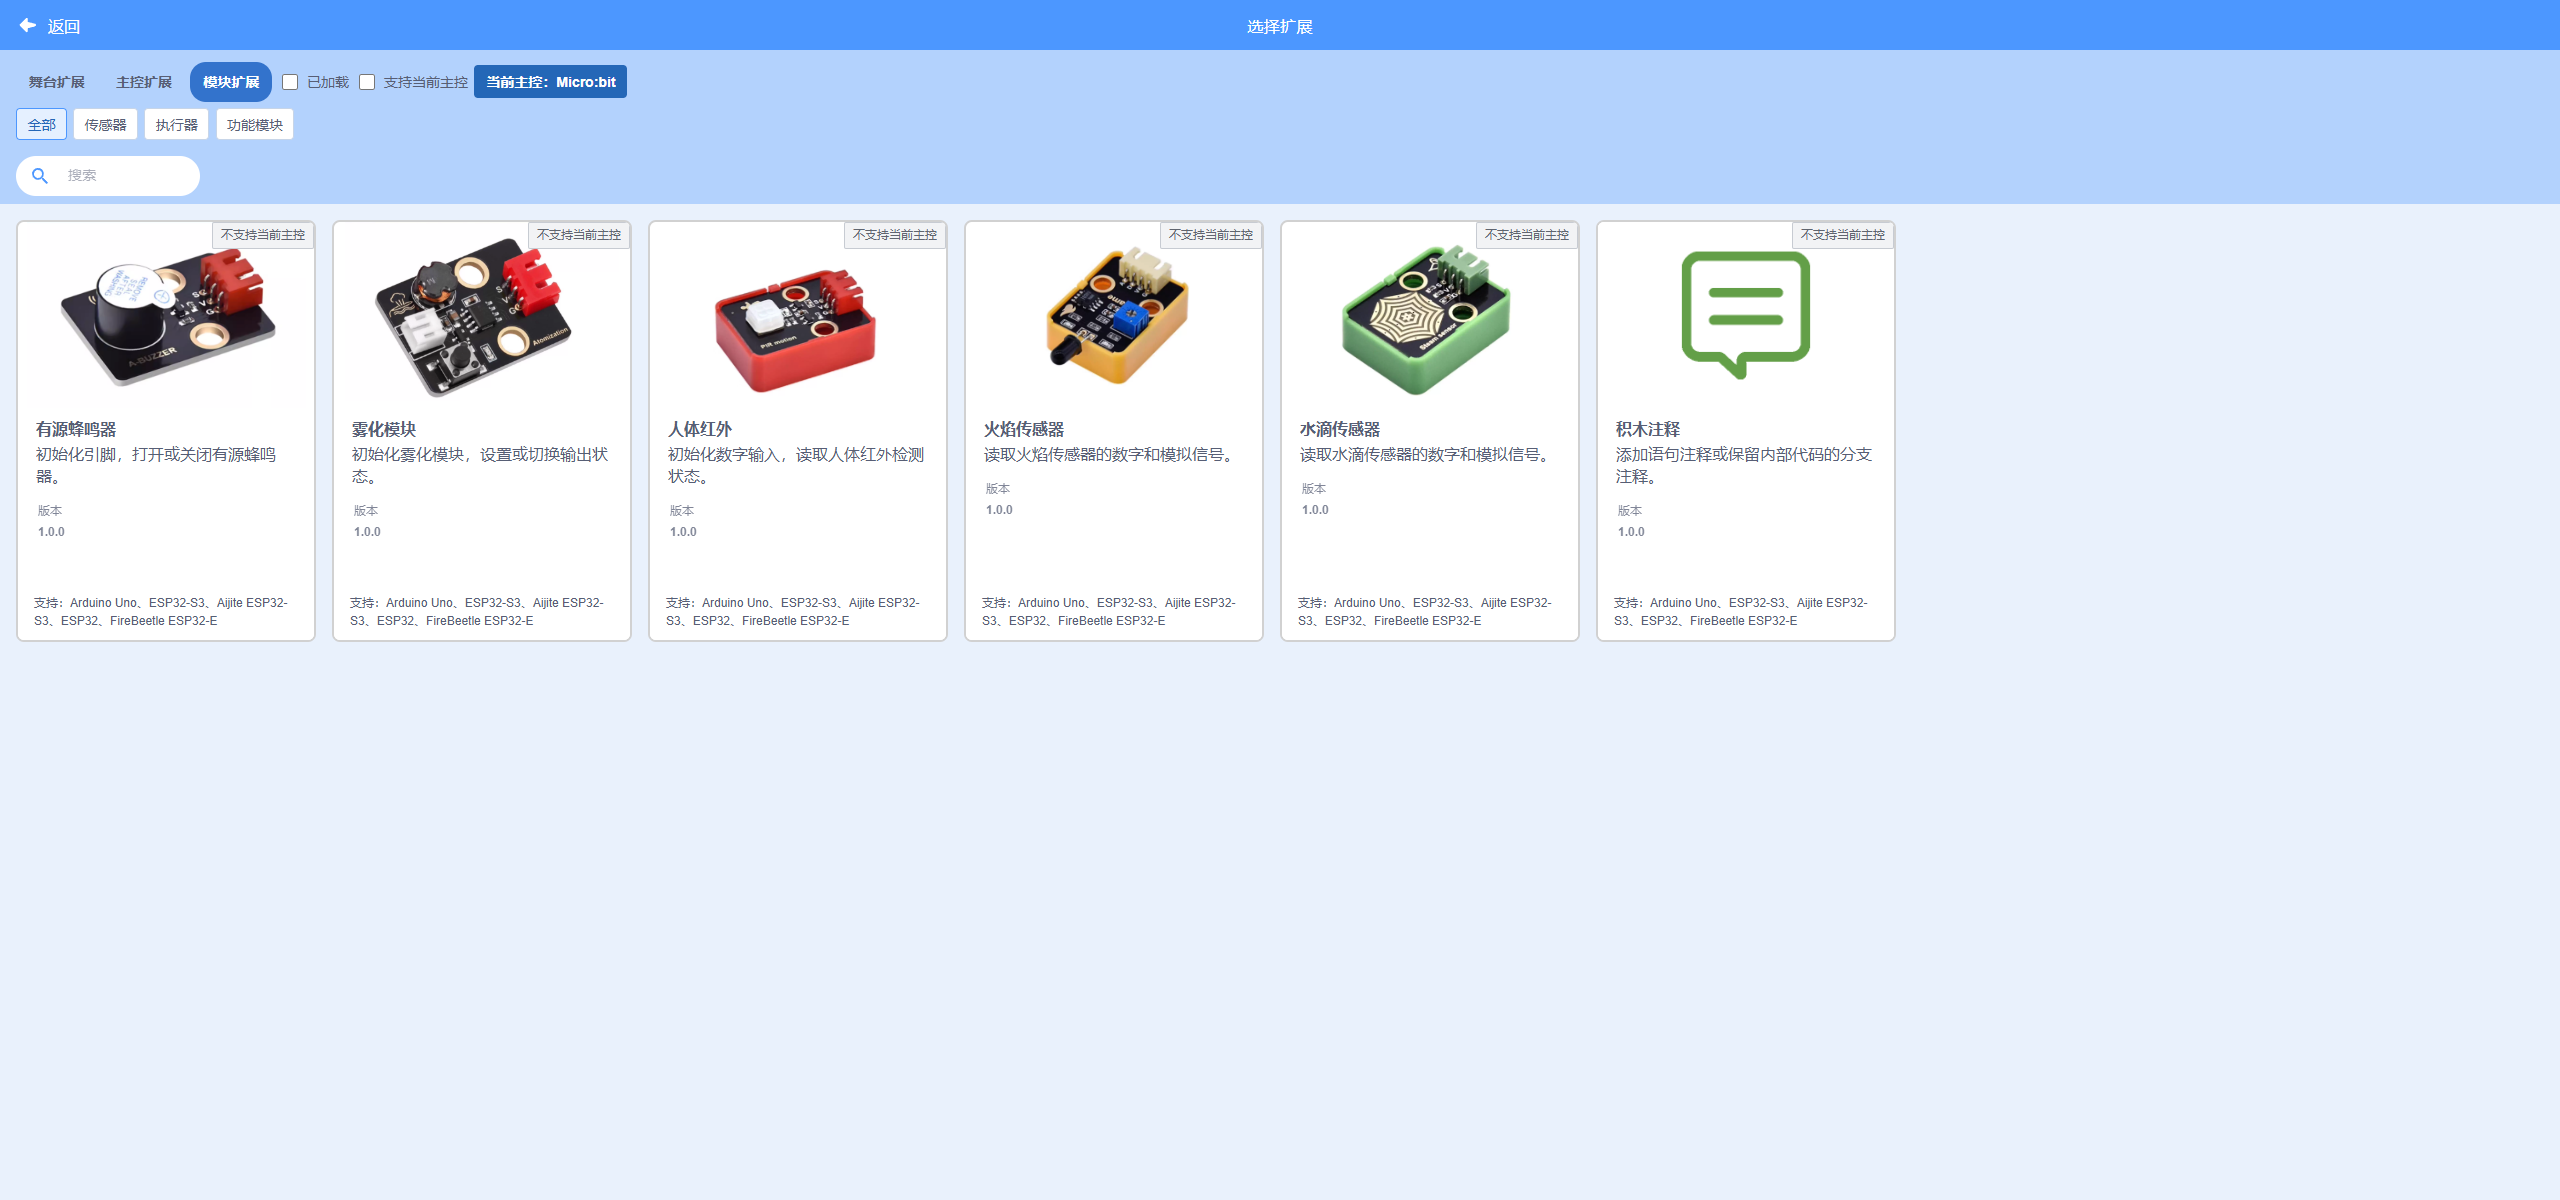 返回
选择扩展
舞台扩展 主控扩展 模块扩展 已加载 支持当前主控 当前主控：Micro:bit
全部 传感器 执行器 功能模块
搜索
不支持当前主控
REMOVE
SEAL
AFTER
WASHING
A-BUZZER
有源蜂鸣器
初始化引脚，打开或关闭有源蜂鸣
器。
版本
1.0.0
支持：Arduino Uno、ESP32-S3、Aijite ESP32-
S3、ESP32、FireBeetle ESP32-E
不支持当前主控
Atomization
雾化模块
初始化雾化模块，设置或切换输出状
态。
版本
1.0.0
支持：Arduino Uno、ESP32-S3、Aijite ESP32-
S3、ESP32、FireBeetle ESP32-E
不支持当前主控
PIR motion
人体红外
初始化数字输入，读取人体红外检测
状态。
版本
1.0.0
支持：Arduino Uno、ESP32-S3、Aijite ESP32-
S3、ESP32、FireBeetle ESP32-E
不支持当前主控
火焰传感器
读取火焰传感器的数字和模拟信号。
版本
1.0.0
支持：Arduino Uno、ESP32-S3、Aijite ESP32-
S3、ESP32、FireBeetle ESP32-E
不支持当前主控
Steam sensor
水滴传感器
读取水滴传感器的数字和模拟信号。
版本
1.0.0
支持：Arduino Uno、ESP32-S3、Aijite ESP32-
S3、ESP32、FireBeetle ESP32-E
不支持当前主控
积木注释
添加语句注释或保留内部代码的分支
注释。
版本
1.0.0
支持：Arduino Uno、ESP32-S3、Aijite ESP32-
S3、ESP32、FireBeetle ESP32-E